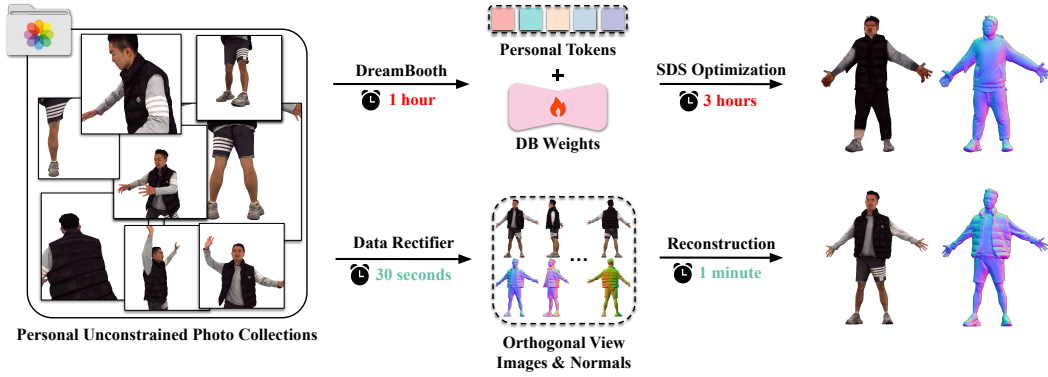 Personal Tokens
DreamBooth
1 hour
+
DB Weights
SDS Optimization
3 hours
Data Rectifier
30 seconds
...
Reconstruction
1 minute
Personal Unconstrained Photo Collections
Orthogonal View
Images & Normals